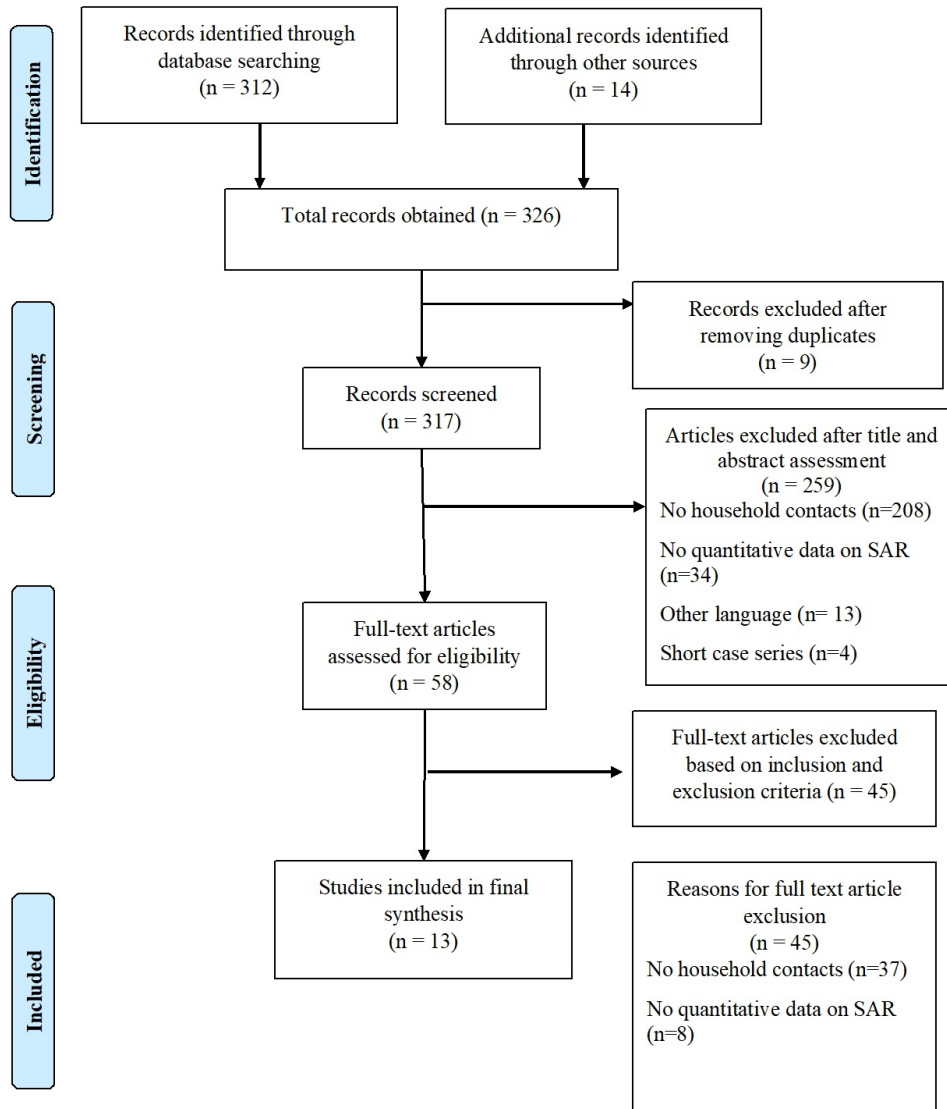 Identification
Records identified through
database searching
(n = 312)
Additional records identified
through other sources
(n = 14)
Total records obtained (n = 326)
Screening
Records excluded after
removing duplicates
(n = 9)
Records screened
(n = 317)
Articles excluded after title and
abstract assessment
(n = 259)
No household contacts (n=208)
No quantitative data on SAR
(n=34)
Other language (n= 13)
Short case series (n=4)
Eligibility
Full-text articles
assessed for eligibility
(n = 58)
Full-text articles excluded
based on inclusion and
exclusion criteria (n = 45)
Included
Studies included in final
synthesis
(n = 13)
Reasons for full text article
exclusion
(n = 45)
No household contacts (n=37)
No quantitative data on SAR
(n=8)